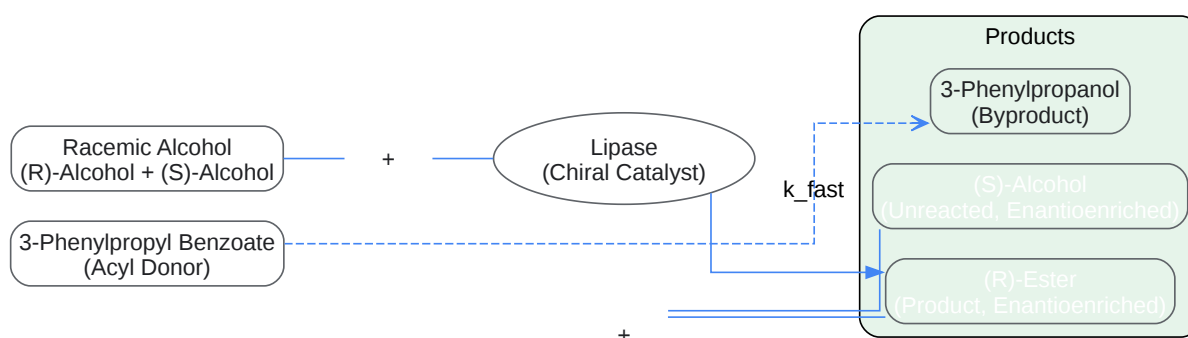 Products
3-Phenylpropanol
(Byproduct)
Racemic Alcohol
(R)-Alcohol + (S)-Alcohol
+
Lipase
(Chiral Catalyst)
k_fast
(S)-Alcohol
(Unreacted, Enantioenriched)
3-Phenylpropyl Benzoate
(Acyl Donor)
(R)-Ester
(Product, Enantioenriched)
+